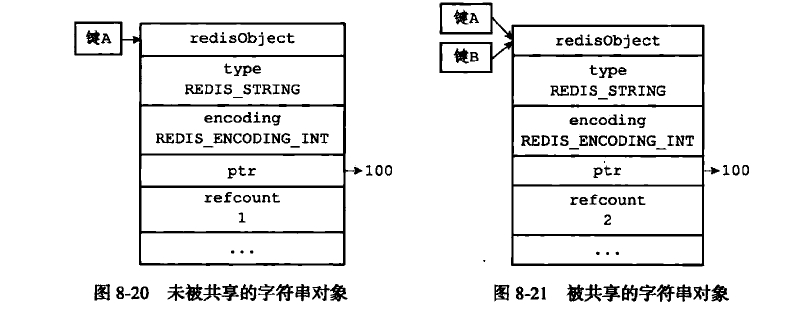 键A
redisObject
type
REDIS_STRING
encoding
REDIS_ENCODING_INT
ptr
100
refcount
1
...
图 8-20 未被共享的字符串对象
键A
键B
redisObject
type
REDIS_STRING
encoding
REDIS_ENCODING_INT
ptr
100
refcount
2
...
图 8-21 被共享的字符串对象